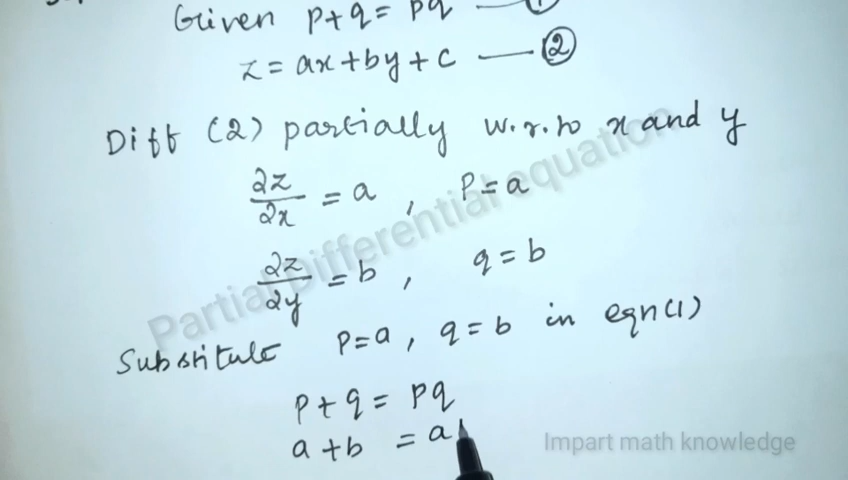 Given p+q = pq — ①
z = ax+by+c — ②
Diff (2) partially w.r.to x and y
∂z/∂x = a , P = a
∂z/∂y = b , q = b
Substitute P=a, q=b in eqn(1)
P+q = pq
a+b = a
Partial Differential equation
Impart math knowledge